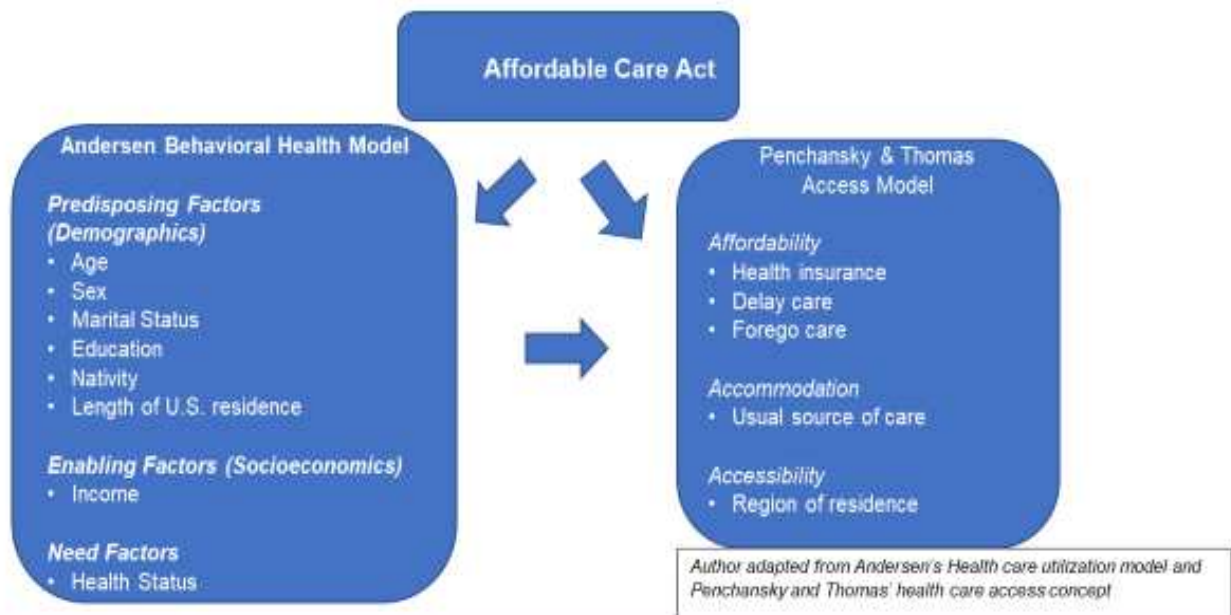 Affordable Care Act
Andersen Behavioral Health Model
Predisposing Factors
(Demographics)
• Age
• Sex
• Marital Status
• Education
• Nativity
• Length of U.S. residence
Enabling Factors (Socioeconomics)
• Income
Need Factors
• Health Status
Penchansky & Thomas
Access Model
Affordability
• Health insurance
• Delay care
• Forego care
Accommodation
• Usual source of care
Accessibility
• Region of residence
Author adapted from Andersen's Health care utilization model and
Penchansky and Thomas' health care access concept